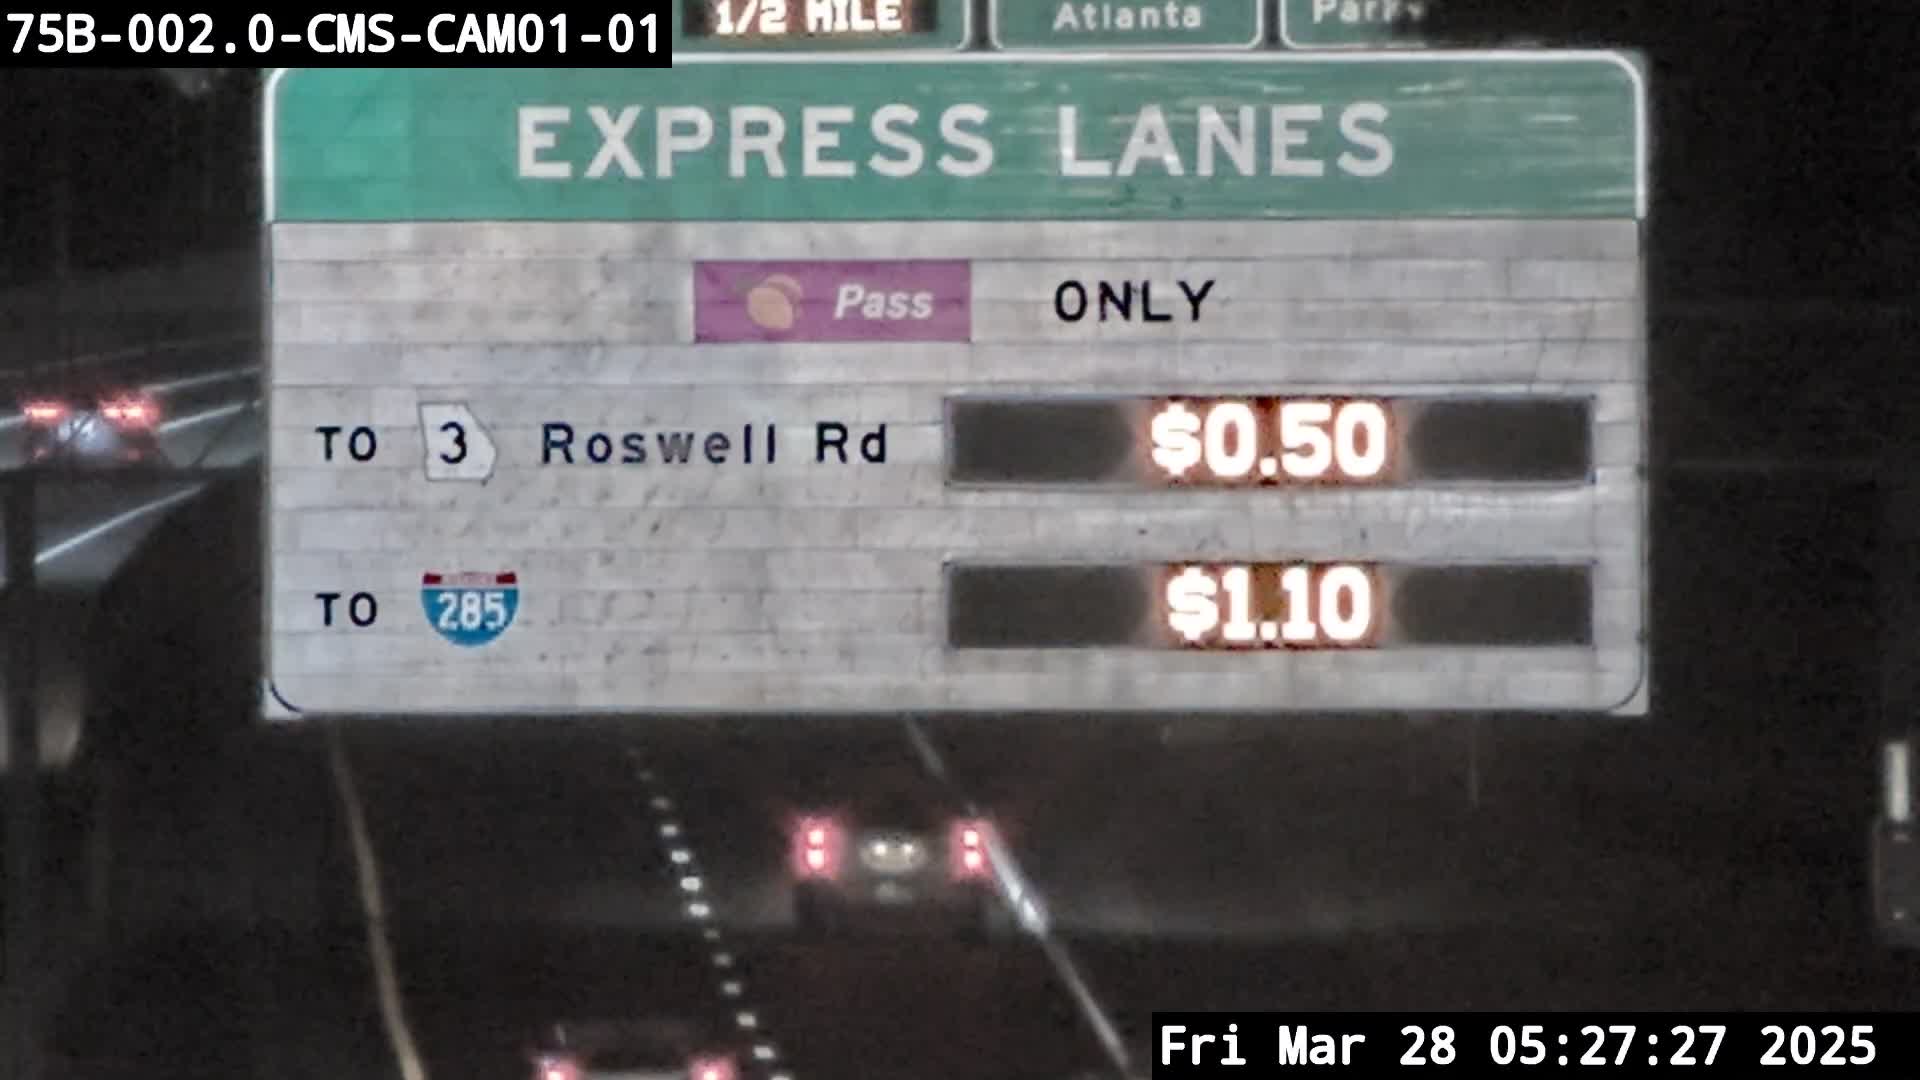 75B-002.0-CMS-CAM01-01
1/2 MILE
Atlanta
EXPRESS LANES
Pass ONLY
TO 3 Roswell Rd $0.50
TO 285 $1.10
Fri Mar 28 05:27:27 2025